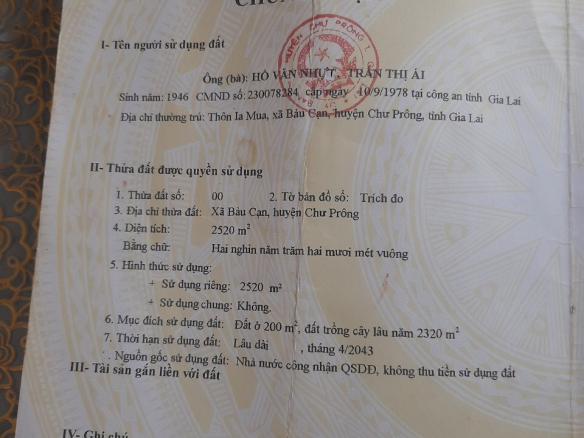 I- Tên người sử dụng đất
Ông (bà): HỒ VĂN NHỰT, TRẦN THỊ ÁI
Sinh năm: 1946 CMND số: 230078284 cấp ngày 10/9/1978 tại công an tỉnh Gia Lai
Địa chỉ thường trú: Thôn Ia Mua, xã Bàu Cạn, huyện Chư Prông, tỉnh Gia Lai
II- Thửa đất được quyền sử dụng
1. Thửa đất số: 00 2. Tờ bản đồ số: Trích đo
3. Địa chỉ thửa đất: Xã Bàu Cạn, huyện Chư Prông
4. Diện tích: 2520 m²
Bằng chữ: Hai nghìn năm trăm hai mươi mét vuông
5. Hình thức sử dụng:
+ Sử dụng riêng: 2520 m²
+ Sử dụng chung: Không.
6. Mục đích sử dụng đất: Đất ở 200 m², đất trồng cây lâu năm 2320 m²
7. Thời hạn sử dụng đất: Lâu dài , tháng 4/2043
. Nguồn gốc sử dụng đất: Nhà nước công nhận QSDĐ, không thu tiền sử dụng đất
III- Tài sản gắn liền với đất
IV- Ghi chú